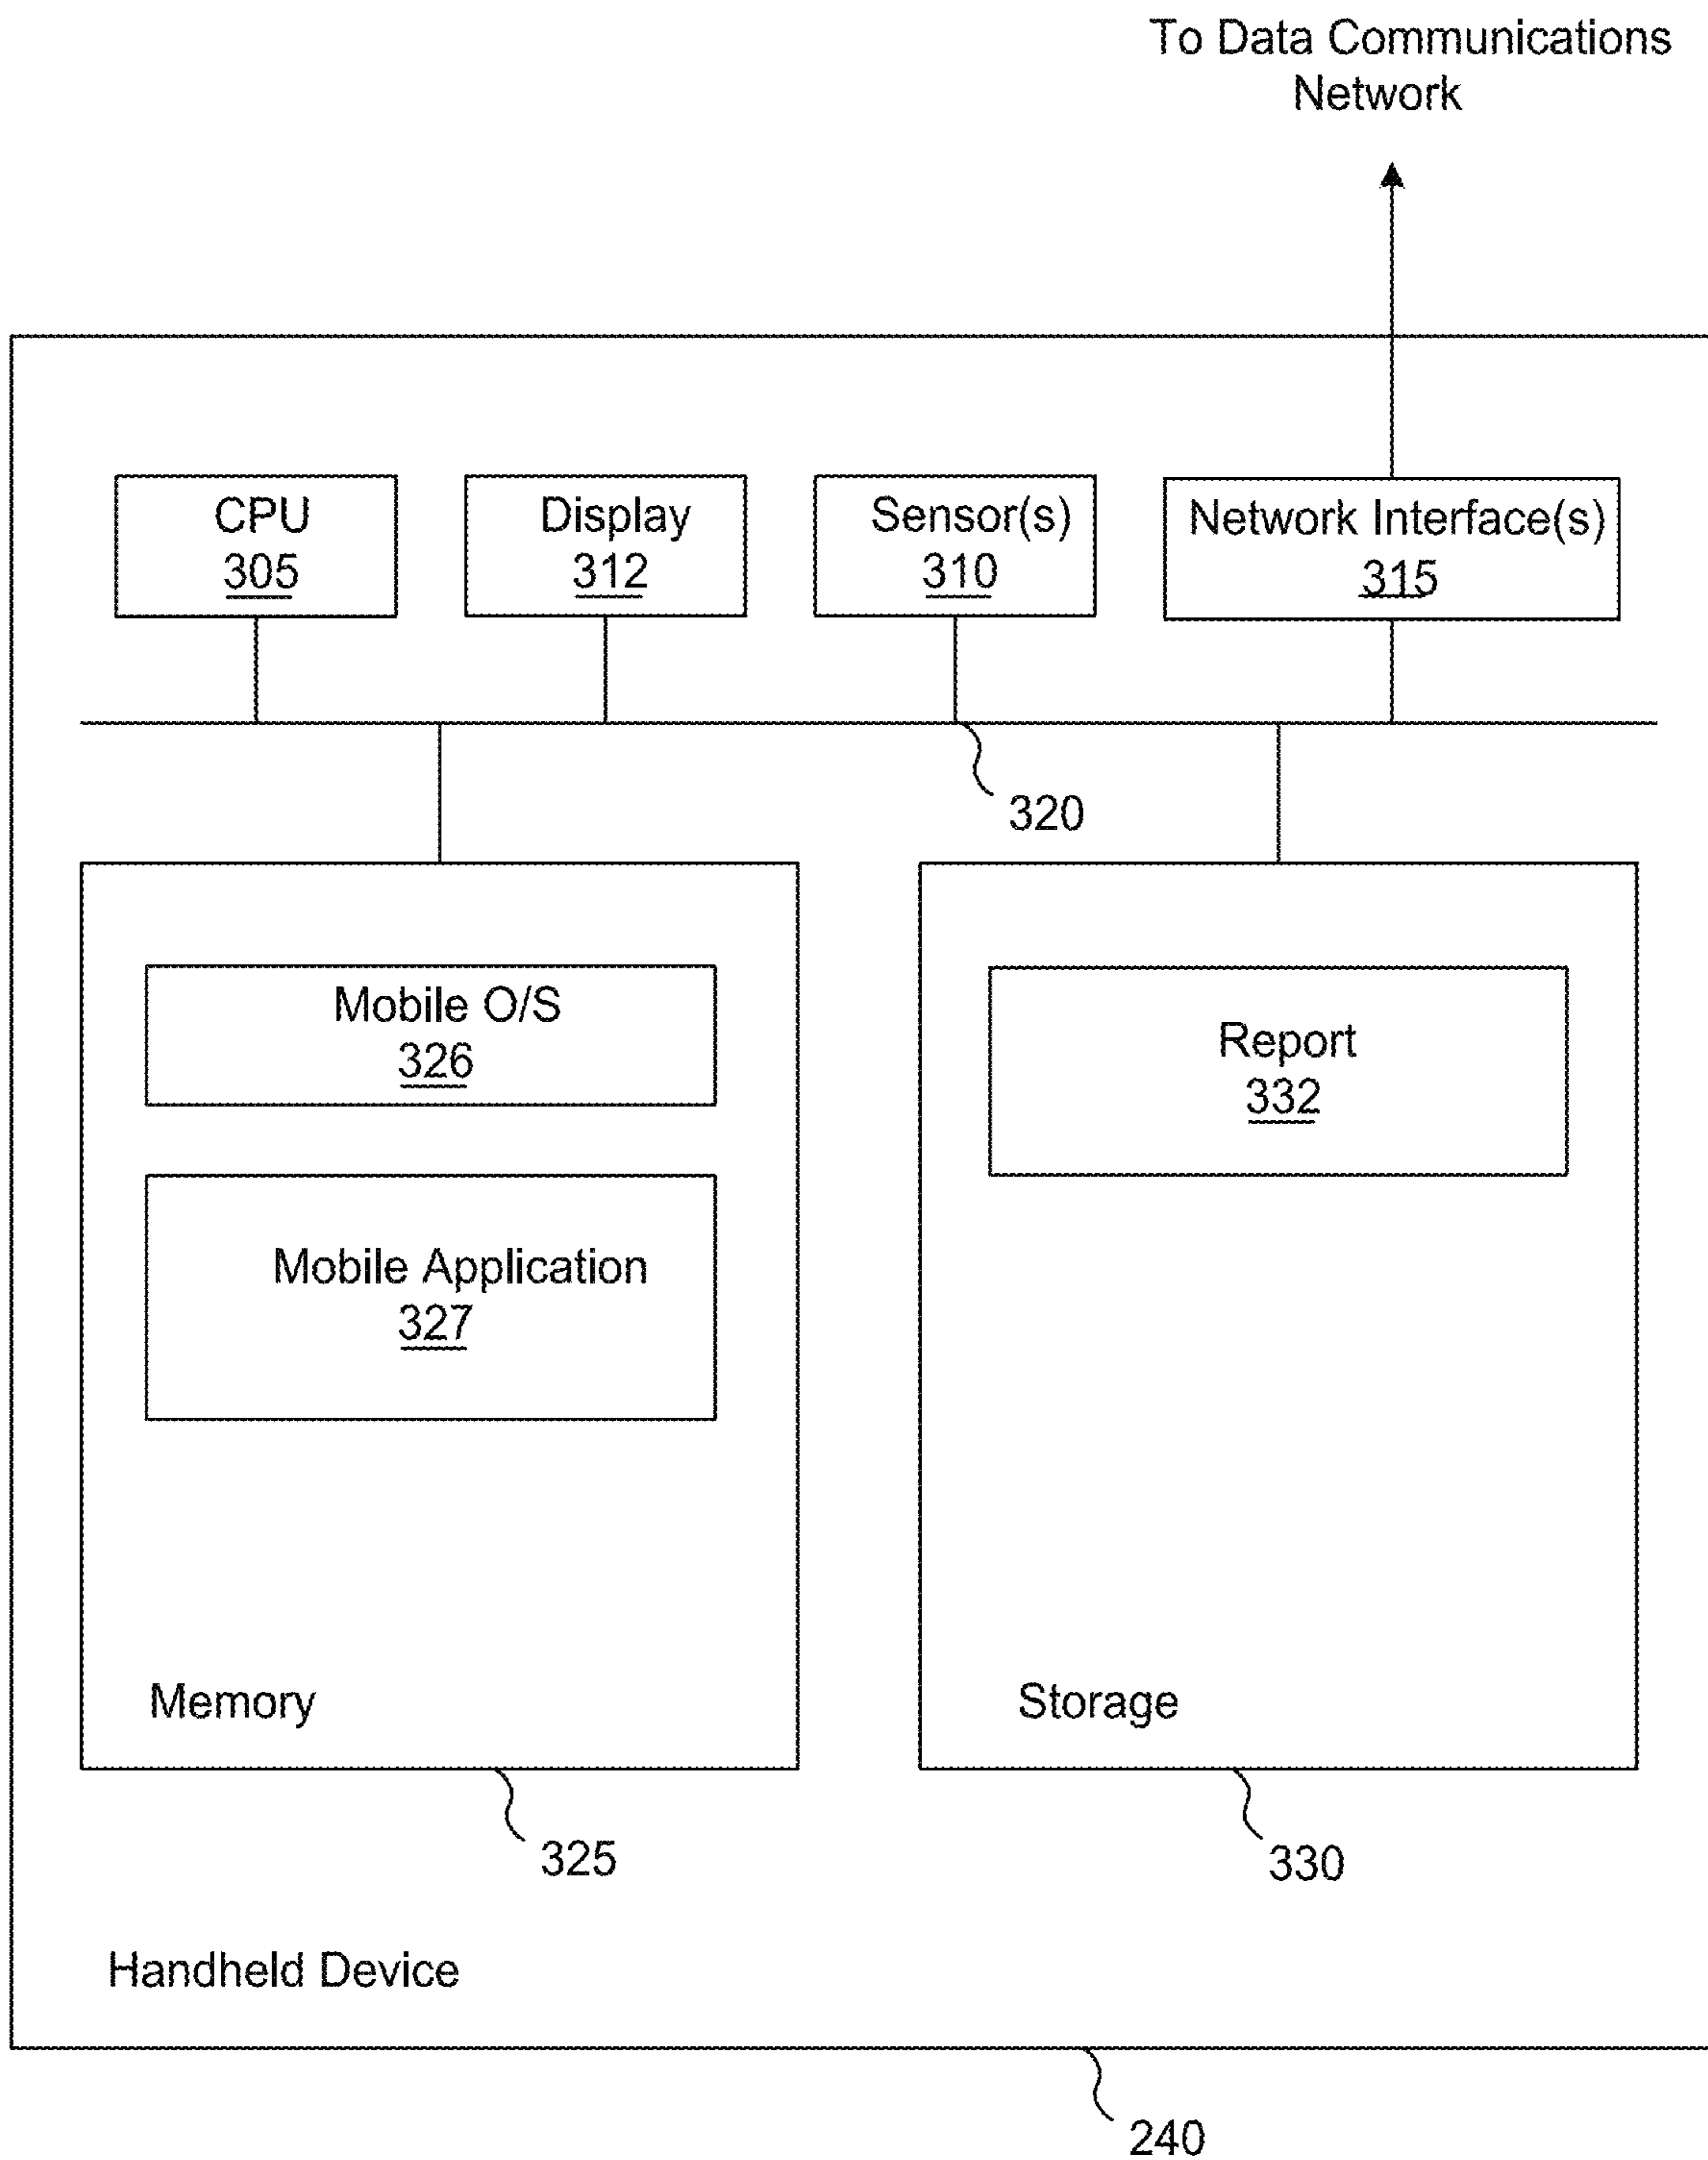 To Data Communications
Network
CPU
305
Display
312
Sensor(s)
310
Network Interface(s)
315
320
Mobile O/S
326
Mobile Application
327
Memory
325
Report
332
Storage
330
Handheld Device
240